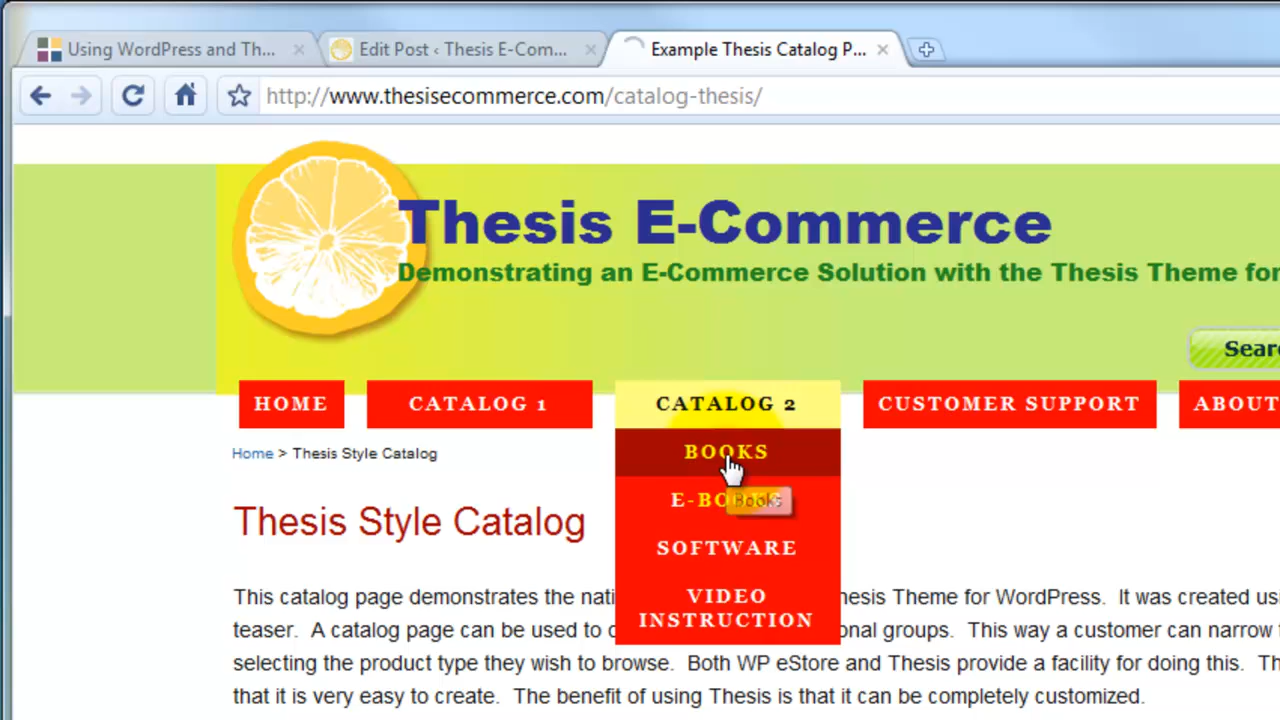 Using WordPress and Th...
Edit Post ‹ Thesis E-Com...
Example Thesis Catalog P...
http://www.thesisecommerce.com/catalog-thesis/
Thesis E-Commerce
Demonstrating an E-Commerce Solution with the Thesis Theme for
Sear
HOME
CATALOG 1
CATALOG 2
CUSTOMER SUPPORT
ABOUT
Home > Thesis Style Catalog
BOOKS
Books
SOFTWARE
VIDEO
INSTRUCTION
Thesis Style Catalog
This catalog page demonstrates the nati hesis Theme for WordPress. It was created usi
teaser. A catalog page can be used to onal groups. This way a customer can narrow
selecting the product type they wish to browse. Both WP eStore and Thesis provide a facility for doing this. Th
that it is very easy to create. The benefit of using Thesis is that it can be completely customized.